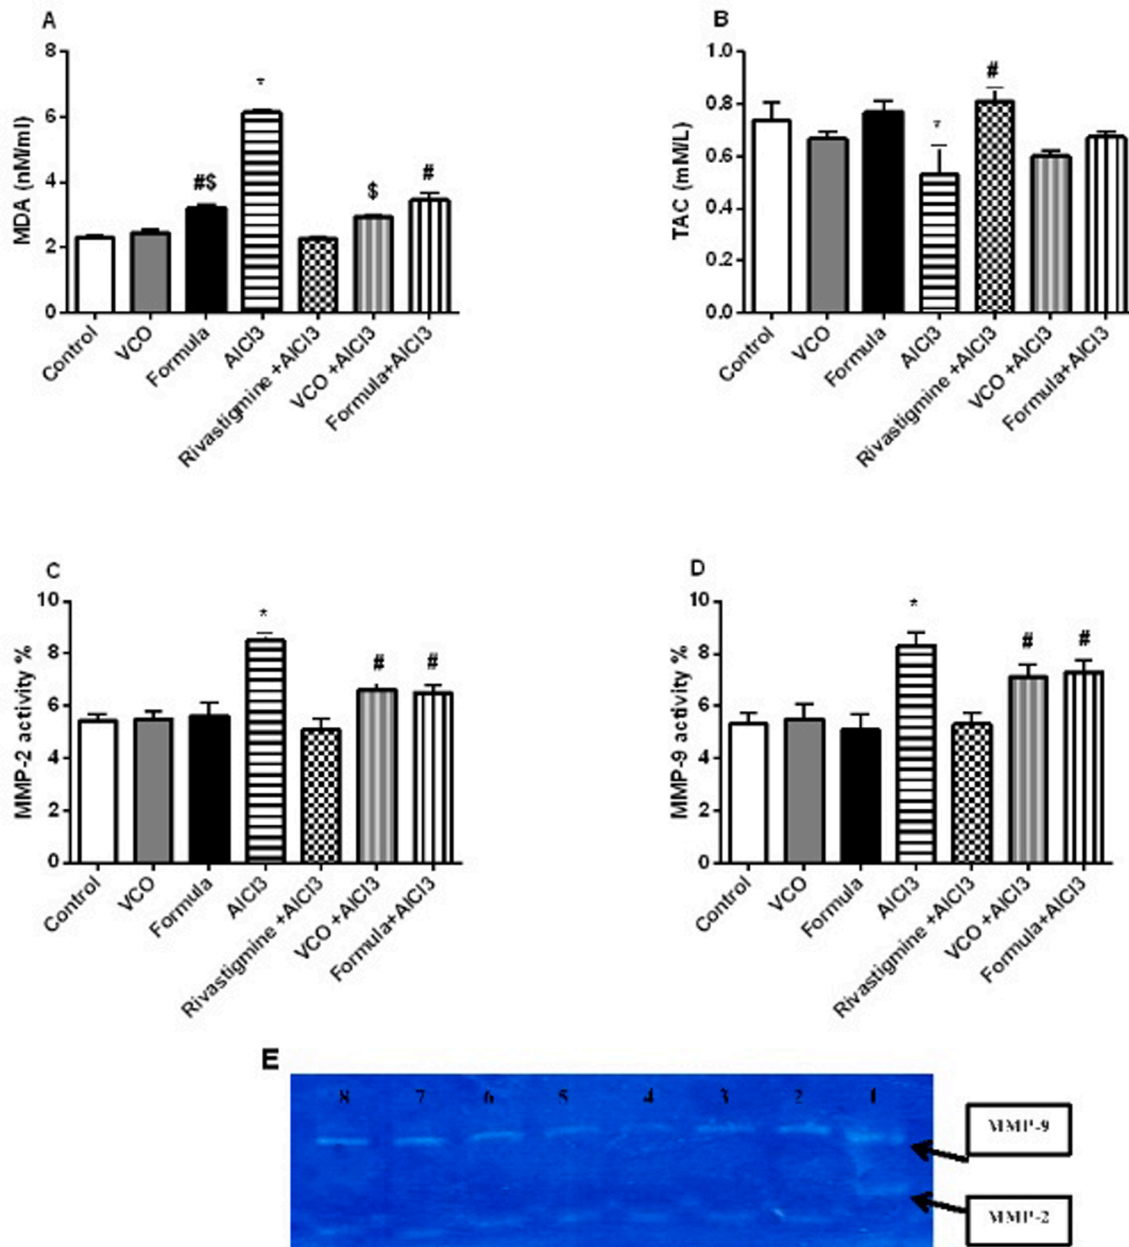 A
MDA (nM/ml)
8
6
4
2
0
#$
*
$
#
Control
VCO
Formula
AlCl3
Rivastigmine +AlCl3
VCO +AlCl3
Formula+AlCl3
B
TAC (mM/L)
1.0
0.8
0.6
0.4
0.2
0.0
*
#
Control
VCO
Formula
AlCl3
Rivastigmine +AlCl3
VCO +AlCl3
Formula+AlCl3
C
MMP-2 activity %
10
8
6
4
2
0
*
#
#
Control
VCO
Formula
AlCl3
Rivastigmine +AlCl3
VCO +AlCl3
Formula+AlCl3
D
MMP-9 activity %
10
8
6
4
2
0
*
#
#
Control
VCO
Formula
AlCl3
Rivastigmine +AlCl3
VCO +AlCl3
Formula+AlCl3
E
8 7 6 5 4 3 2 1
MMP-9
MMP-2